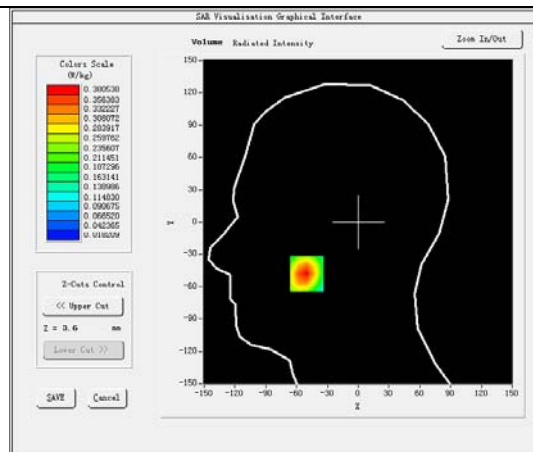 SAR Visualisation Graphical Interface
Volume Radiated Intensity
Zoom In/Out
Colors Scale
(W/kg)
0.380538
0.356383
0.332227
0.308072
0.283917
0.259762
0.235607
0.211451
0.187296
0.163141
0.138986
0.114830
0.090675
0.066520
0.042365
0.018209
Z-Cuts Control
<< Upper Cut
Z = 3.6 mm
Lower Cut >>
SAVE Cancel
150
120
90
60
30
Y 0
-30
-60
-90
-120
-150
-150 -120 -90 -60 -30 0 30 60 90 120 150
X